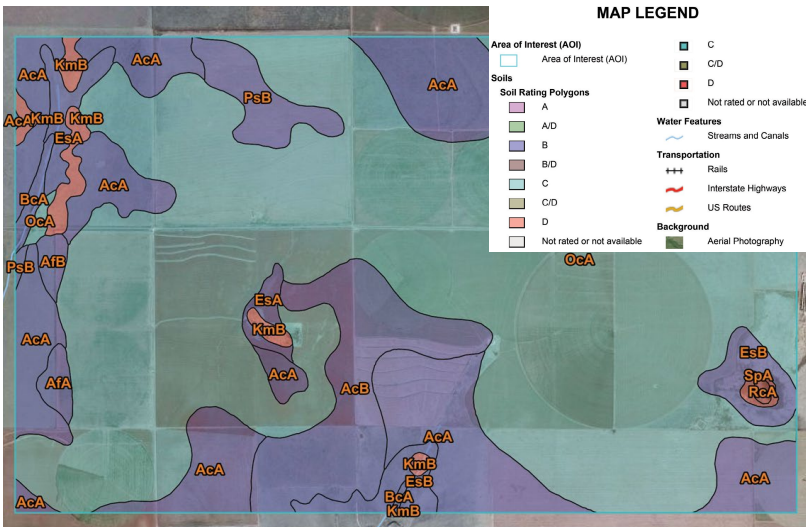 MAP LEGEND
Area of Interest (AOI)
Area of Interest (AOI)
Soils
Soil Rating Polygons
A
A/D
B
B/D
C
C/D
D
Not rated or not available
C
C/D
D
Not rated or not available
Water Features
Streams and Canals
Transportation
Rails
Interstate Highways
US Routes
Background
Aerial Photography
KmB
AcA
AcA
AcA
PsB
AcA
KmB
KmB
EsA
AcA
BcA
OcA
PsB
AfB
OcA
EsA
KmB
AcA
AfA
AcA
AcB
EsB
SpA
RcA
AcA
KmB
AcA
EsB
AcA
BcA
AcA
KmB